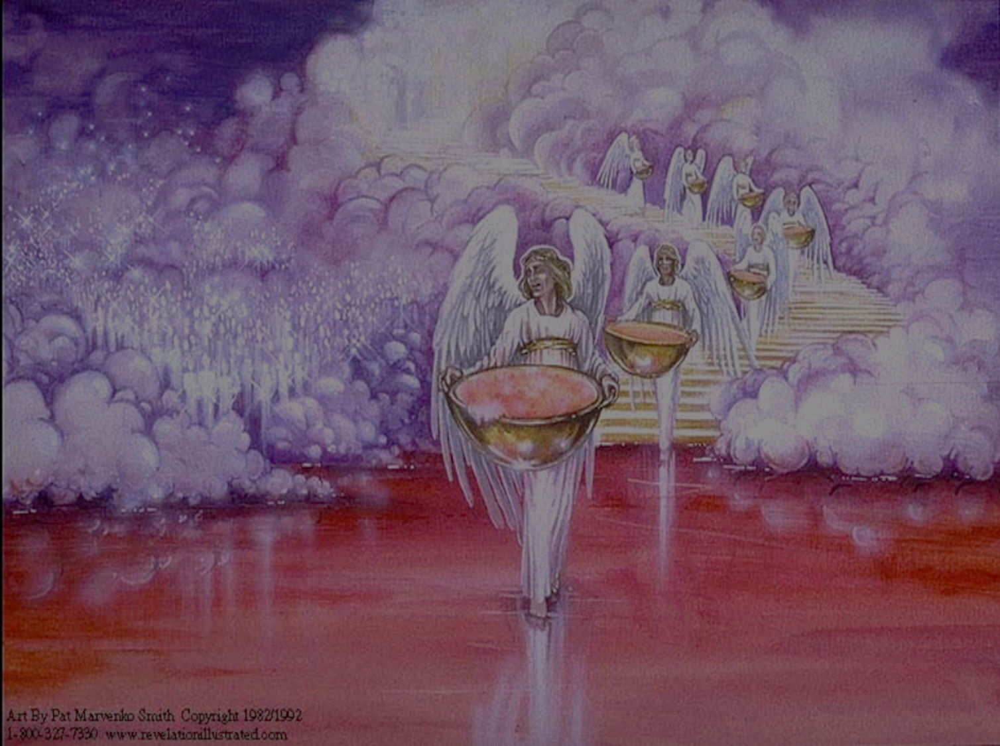 Art By Pat Marvenko Smith Copyright 1982/1992
1-800-327-7330 www.revelationillustrated.com